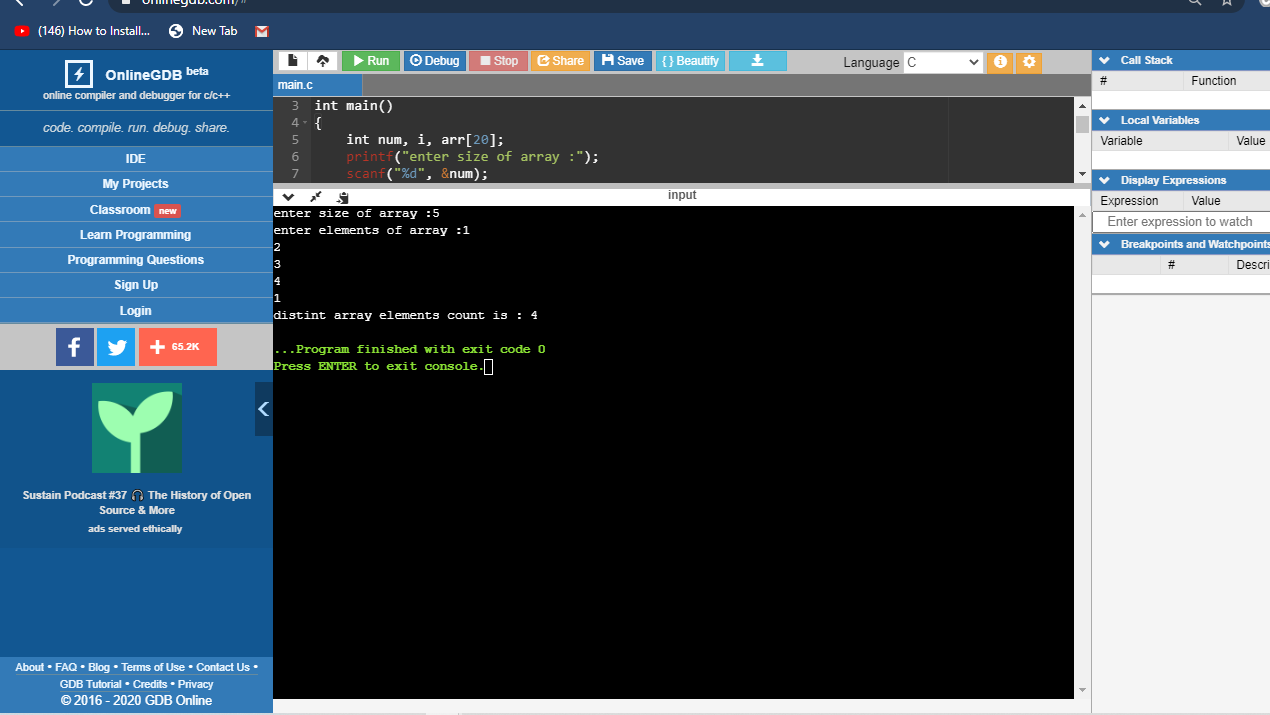 onlinegdb.com/#
(146) How to Install... New Tab
OnlineGDB beta
online compiler and debugger for c/c++
code. compile. run. debug. share.
IDE
My Projects
Classroom new
Learn Programming
Programming Questions
Sign Up
Login
f + 65.2K
Sustain Podcast #37 🎧 The History of Open
Source & More
ads served ethically
About • FAQ • Blog • Terms of Use • Contact Us •
GDB Tutorial • Credits • Privacy
© 2016 - 2020 GDB Online
Run Debug Stop Share Save { } Beautify Language C
main.c
3 int main()
4 {
5 int num, i, arr[20];
6 printf("enter size of array :");
7 scanf("%d", &num);
input
enter size of array :5
enter elements of array :1
2
3
4
1
distint array elements count is : 4
...Program finished with exit code 0
Press ENTER to exit console.
Call Stack
# Function
Local Variables
Variable Value
Display Expressions
Expression Value
Enter expression to watch
Breakpoints and Watchpoints
# Descri